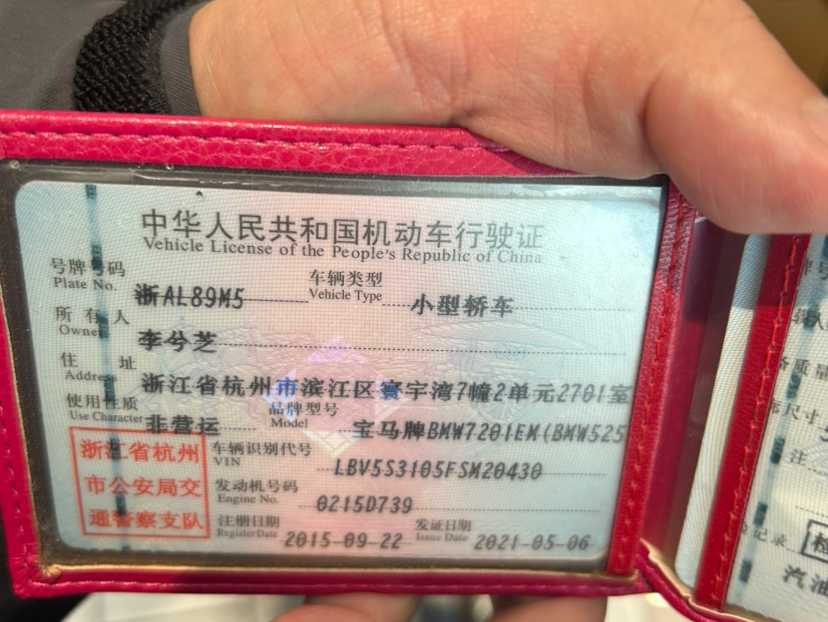 中华人民共和国机动车行驶证
Vehicle License of the People's Republic of China
号牌号码 浙AL89M5 车辆类型 小型轿车
Plate No. Vehicle Type
所有人 李兮芝
Owner
住址 浙江省杭州市滨江区寰宇湾7幢2单元2701室
Address
使用性质 非营运 品牌型号 宝马牌BMW7201EM(BMW525
Use Character Model
浙江省杭州
市公安局交
通警察支队
车辆识别代号 LBV5S3105FSM20430
VIN
发动机号码 0215D739
Engine No.
注册日期 2015-09-22 发证日期 2021-05-06
Register Date Issue Date
质量
尺寸
注
记录
汽油